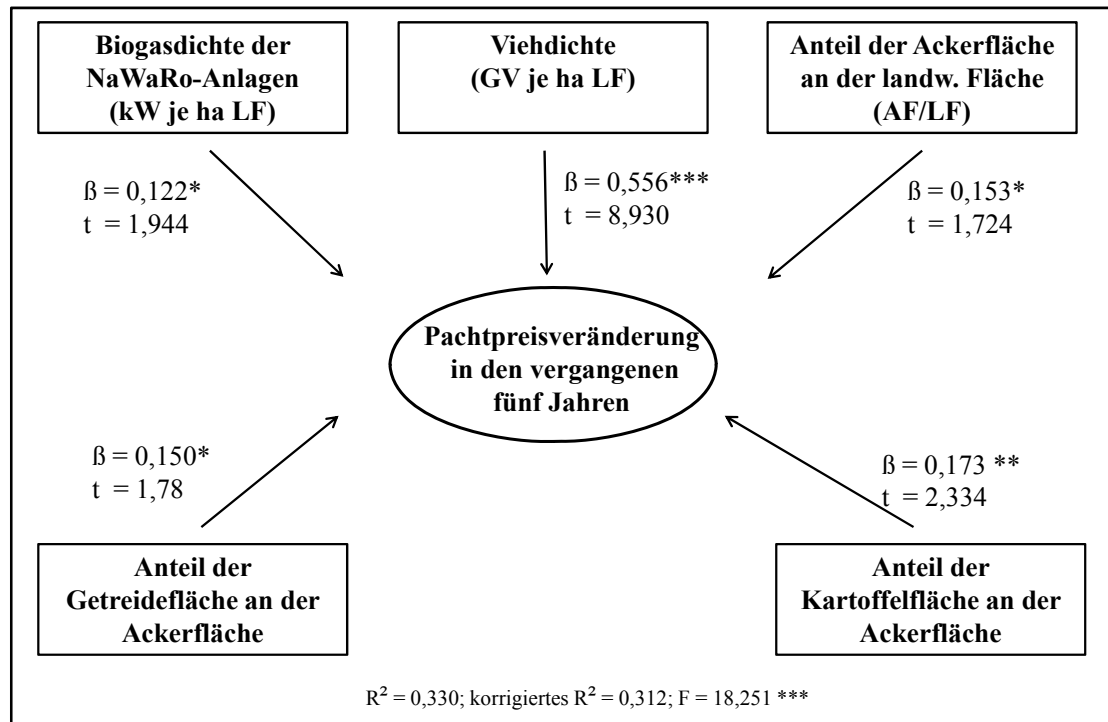 Biogasdichte der
NaWaRo-Anlagen
(kW je ha LF)
Viehdichte
(GV je ha LF)
Anteil der Ackerfläche
an der landw. Fläche
(AF/LF)
ß = 0,122*
t = 1,944
ß = 0,556***
t = 8,930
ß = 0,153*
t = 1,724
Pachtpreisveränderung
in den vergangenen
fünf Jahren
ß = 0,150*
t = 1,78
ß = 0,173 **
t = 2,334
Anteil der
Getreidefläche an der
Ackerfläche
Anteil der
Kartoffelfläche an der
Ackerfläche
R² = 0,330; korrigiertes R² = 0,312; F = 18,251 ***